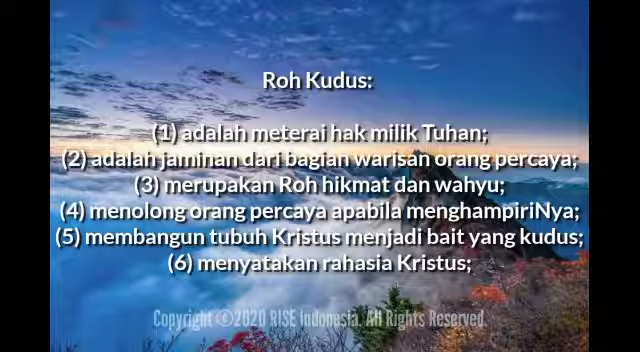 Roh Kudus:
(1) adalah meterai hak milik Tuhan;
(2) adalah jaminan dari bagian warisan orang percaya;
(3) merupakan Roh hikmat dan wahyu;
(4) menolong orang percaya apabila menghampiriNya;
(5) membangun tubuh Kristus menjadi bait yang kudus;
(6) menyatakan rahasia Kristus;
Copyright ©2020 RISE Indonesia. All Rights Reserved.